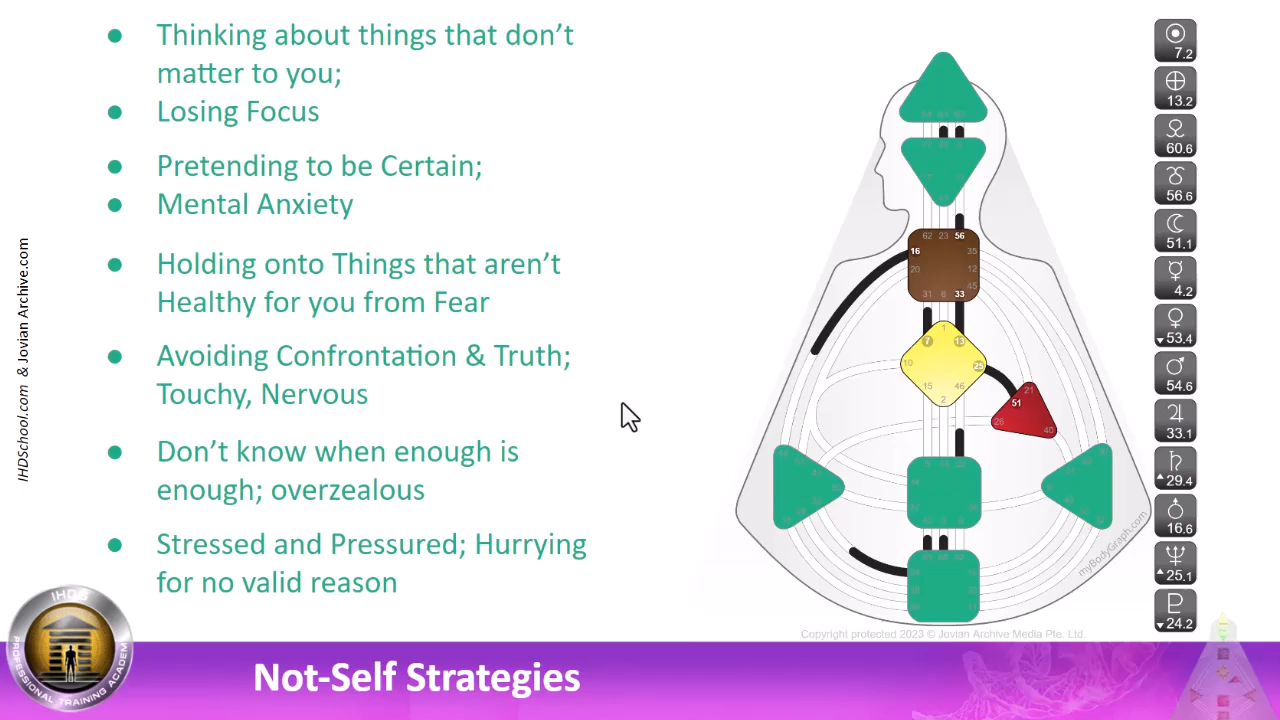 Thinking about things that don't
matter to you;
Losing Focus
Pretending to be Certain;
Mental Anxiety
Holding onto Things that aren't
Healthy for you from Fear
Avoiding Confrontation & Truth;
Touchy, Nervous
Don't know when enough is
enough; overzealous
Stressed and Pressured; Hurrying
for no valid reason
IHDSchool.com & Jovian Archive.com
62 23 56
16 35
20 12
45
31 8 33
1
7 13
10 25
15 46
2
21
51
26 40
7.2
13.2
60.6
56.6
51.1
4.2
53.4
54.6
33.1
29.4
16.6
25.1
24.2
myBodyGraph.com
Copyright protected 2023 © Jovian Archive Media Pte. Ltd
IHDS
PROFESSIONAL TRAINING ACADEMY
Not-Self Strategies